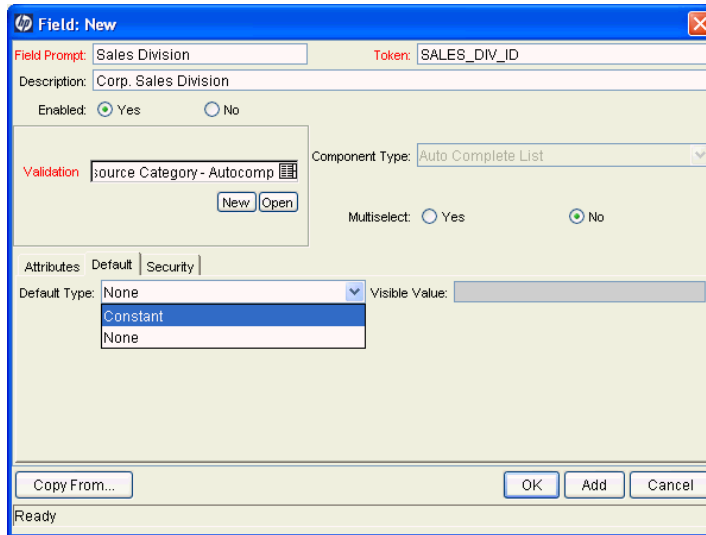 Field: New
Field Prompt: Sales Division Token: SALES_DIV_ID
Description: Corp. Sales Division
Enabled: Yes No
Validation source Category - Autocomp Component Type: Auto Complete List
New Open
Multiselect: Yes No
Attributes Default Security
Default Type: None Visible Value:
Constant
None
Copy From... OK Add Cancel
Ready